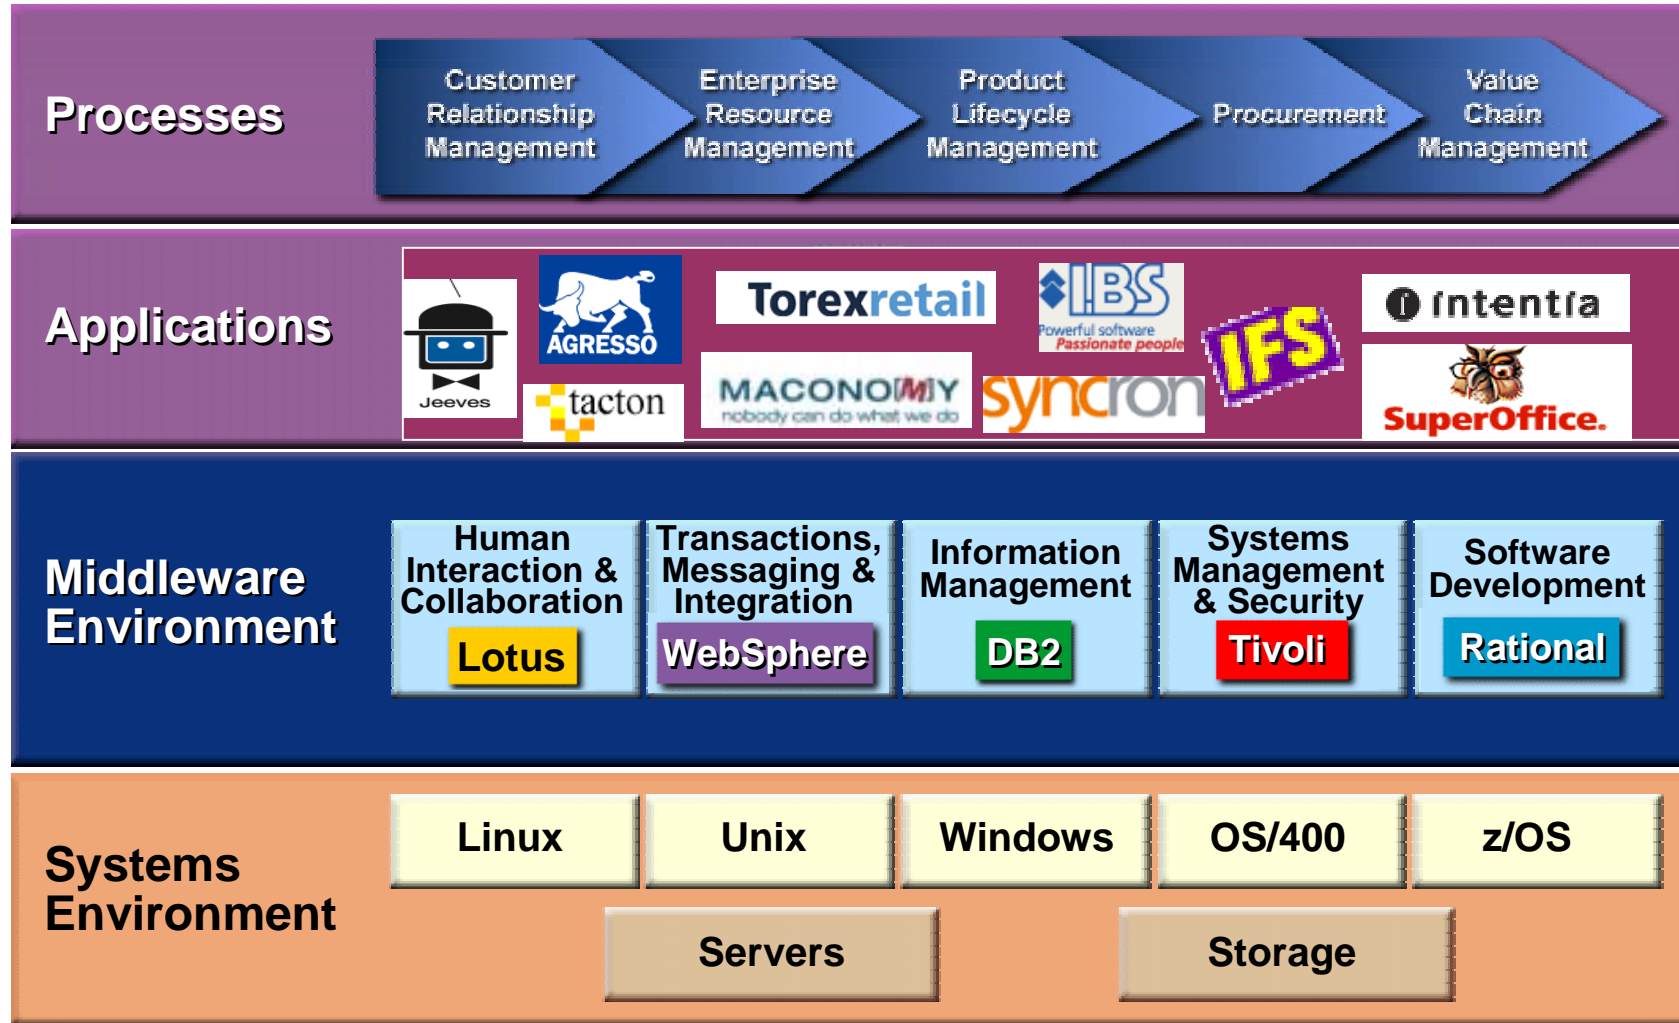 Processes
Customer
Relationship
Management
Enterprise
Resource
Management
Product
Lifecycle
Management
Procurement
Value
Chain
Management
Applications
Jeeves
AGRESSO
tacton
Torexretail
MACONO[M]Y
nobody can do what we do
IBS
Powerful software
Passionate people
syncron
IFS
intentia
SuperOffice.
Middleware
Environment
Human
Interaction &
Collaboration
Lotus
Transactions,
Messaging &
Integration
WebSphere
Information
Management
DB2
Systems
Management
& Security
Tivoli
Software
Development
Rational
Systems
Environment
Linux
Unix
Windows
OS/400
z/OS
Servers
Storage